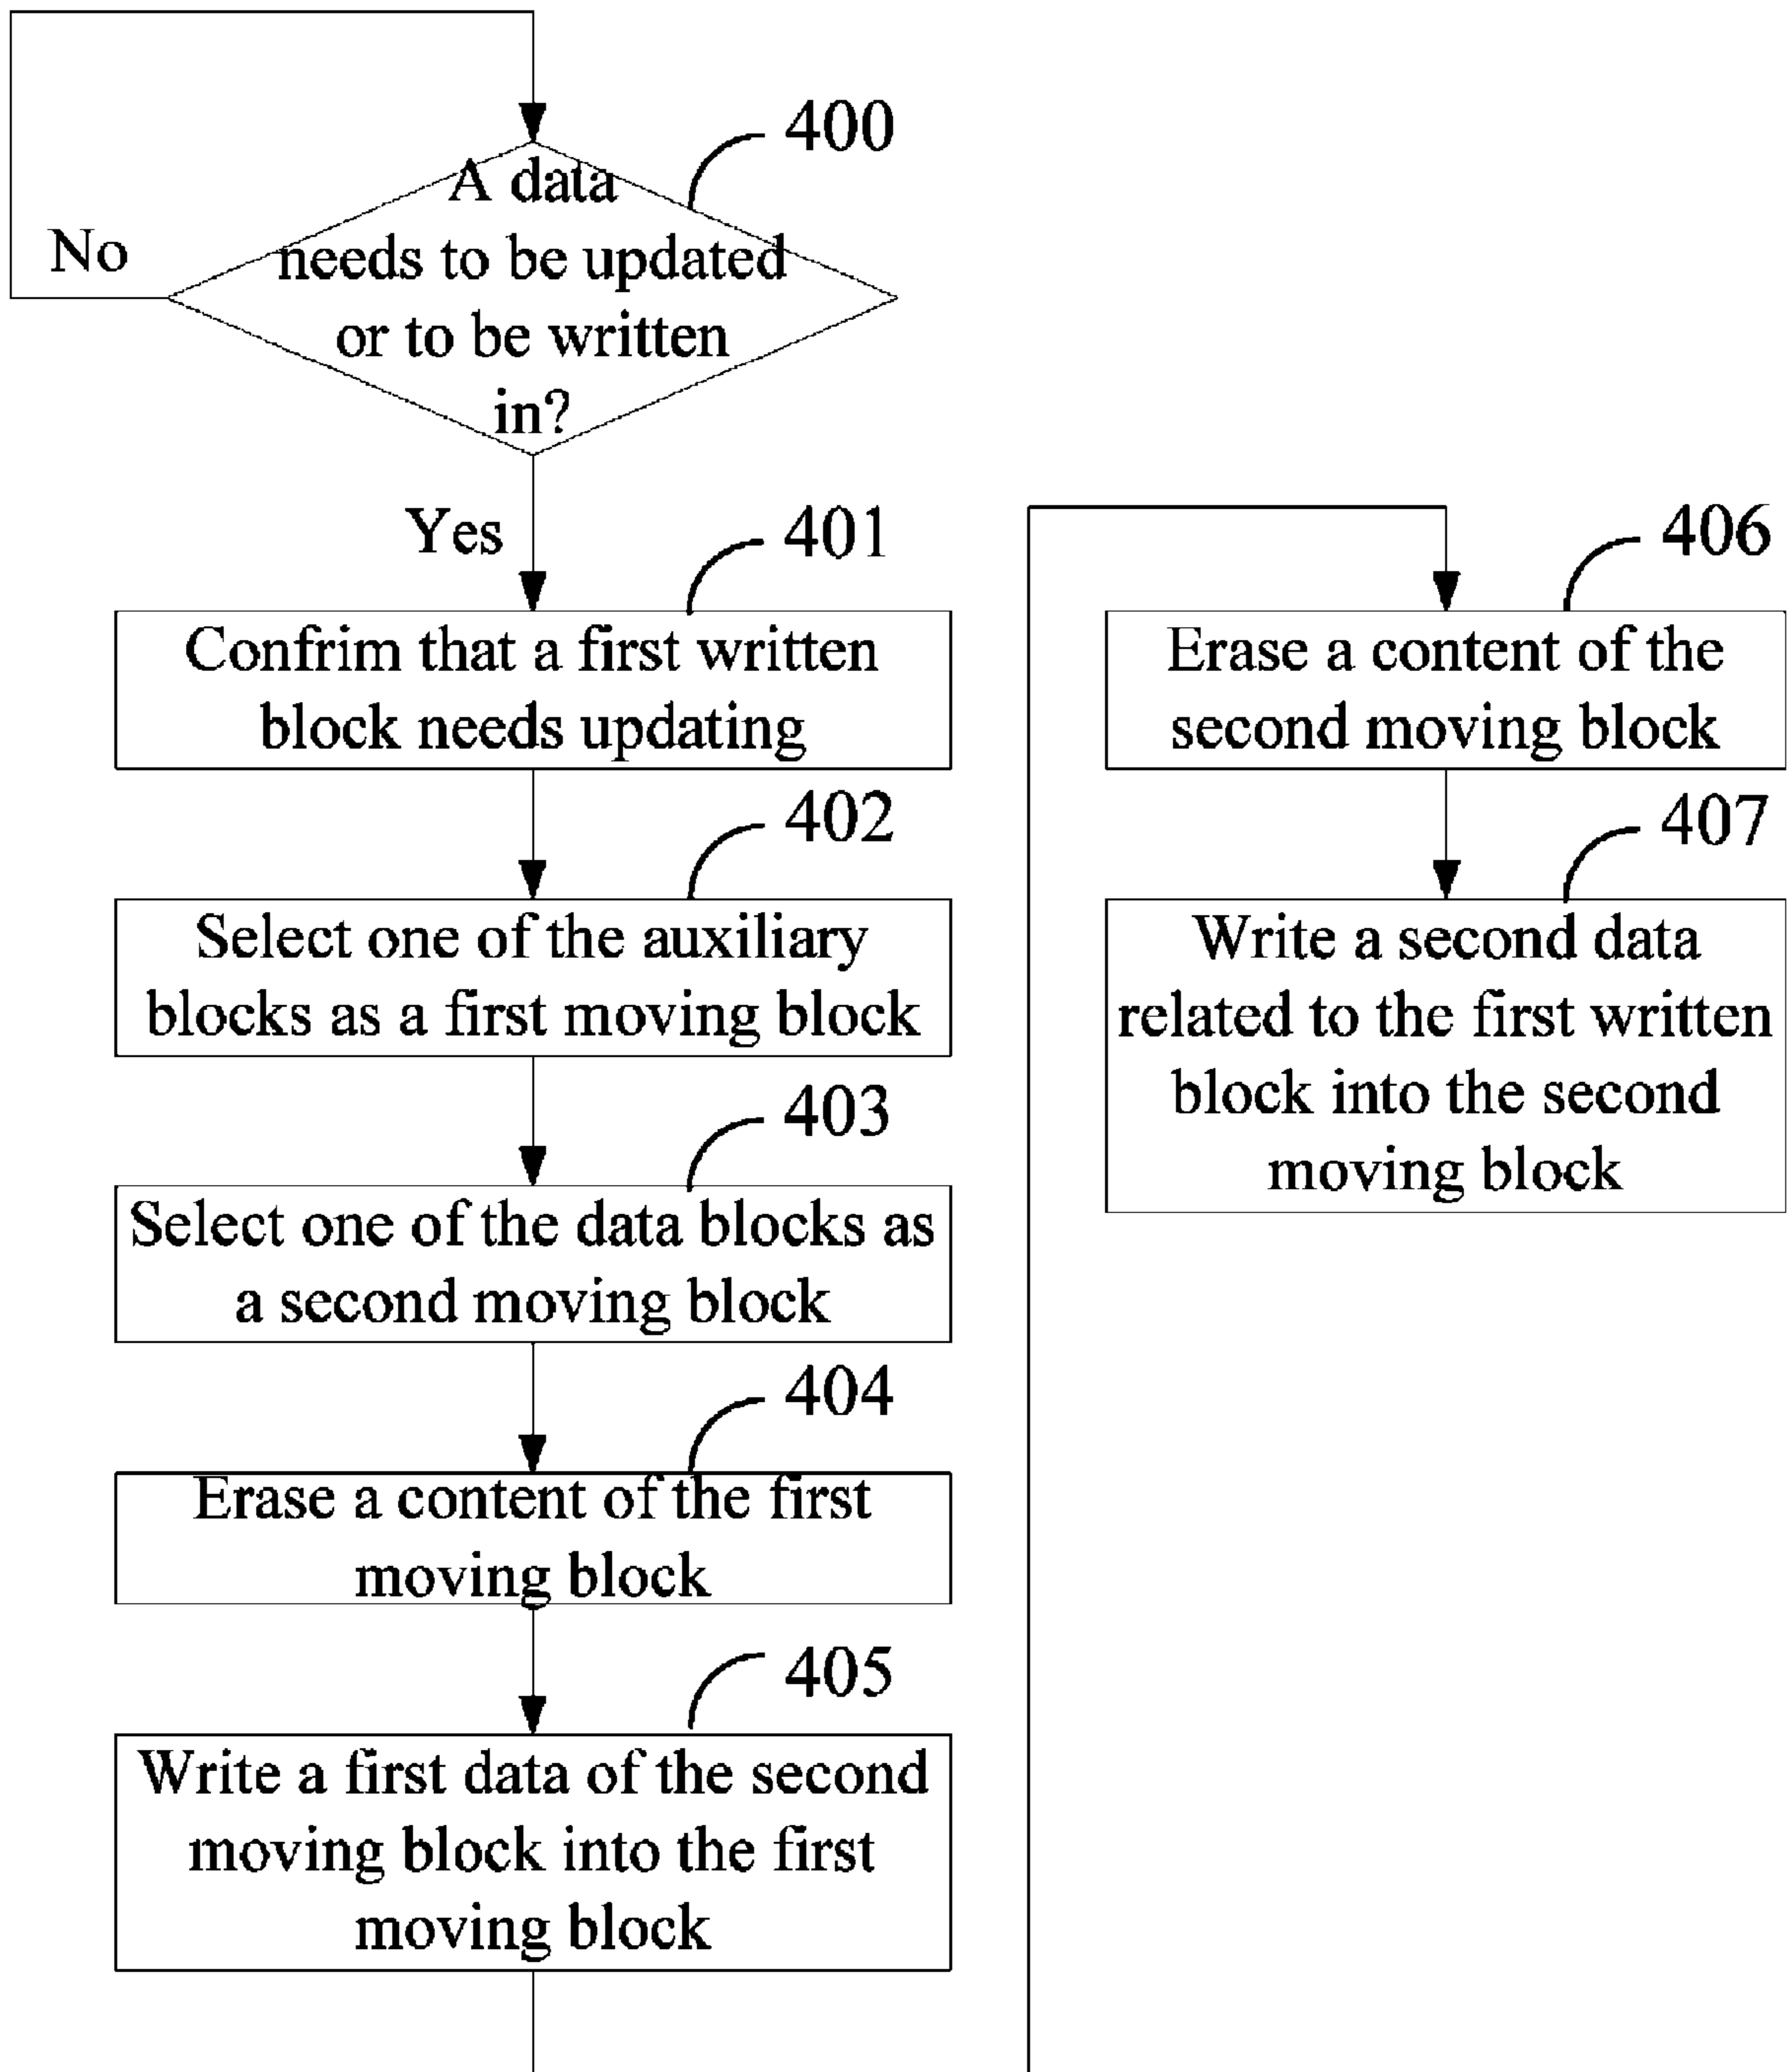 400
A data
needs to be updated
or to be written
in?
No
Yes
401
Confrim that a first written
block needs updating
402
Select one of the auxiliary
blocks as a first moving block
403
Select one of the data blocks as
a second moving block
404
Erase a content of the first
moving block
405
Write a first data of the second
moving block into the first
moving block
406
Erase a content of the
second moving block
407
Write a second data
related to the first written
block into the second
moving block